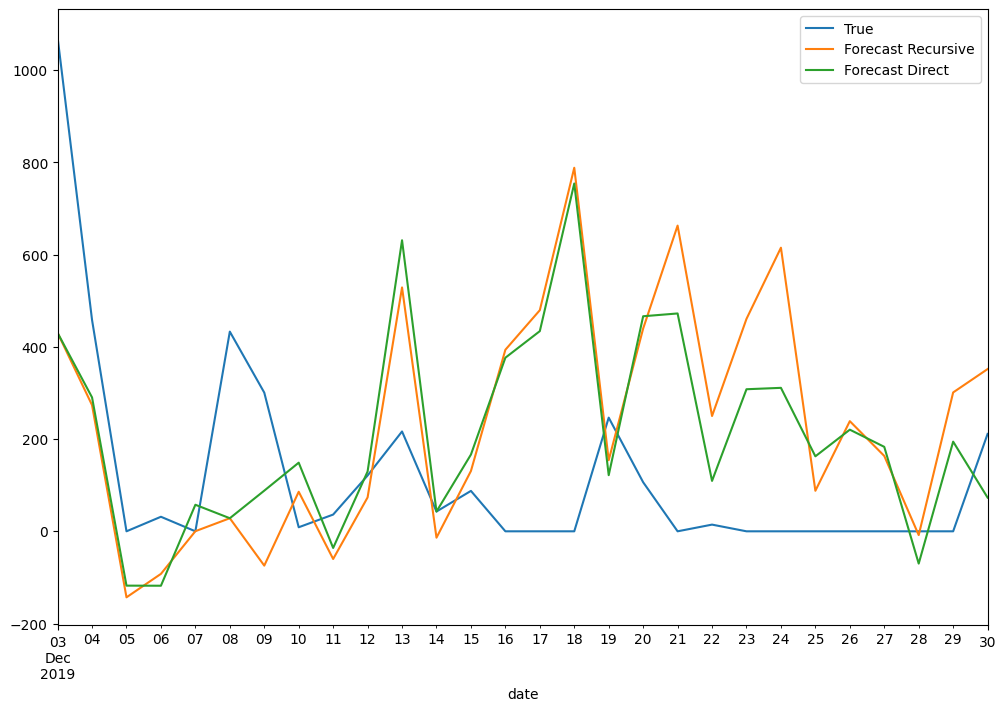 True
Forecast Recursive
Forecast Direct
1000
800
600
400
200
0
−200
03 04 05 06 07 08 09 10 11 12 13 14 15 16 17 18 19 20 21 22 23 24 25 26 27 28 29 30
Dec
2019
date